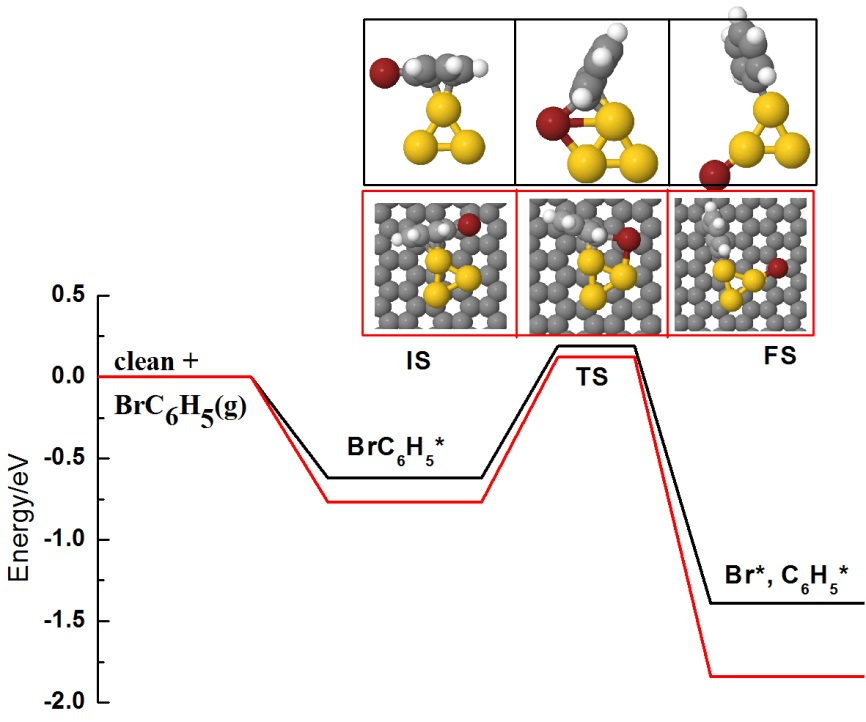 0.5
0.0
-0.5
-1.0
-1.5
-2.0
Energy/eV
clean +
BrC6H5(g)
IS
TS
FS
BrC6H5*
Br*, C6H5*